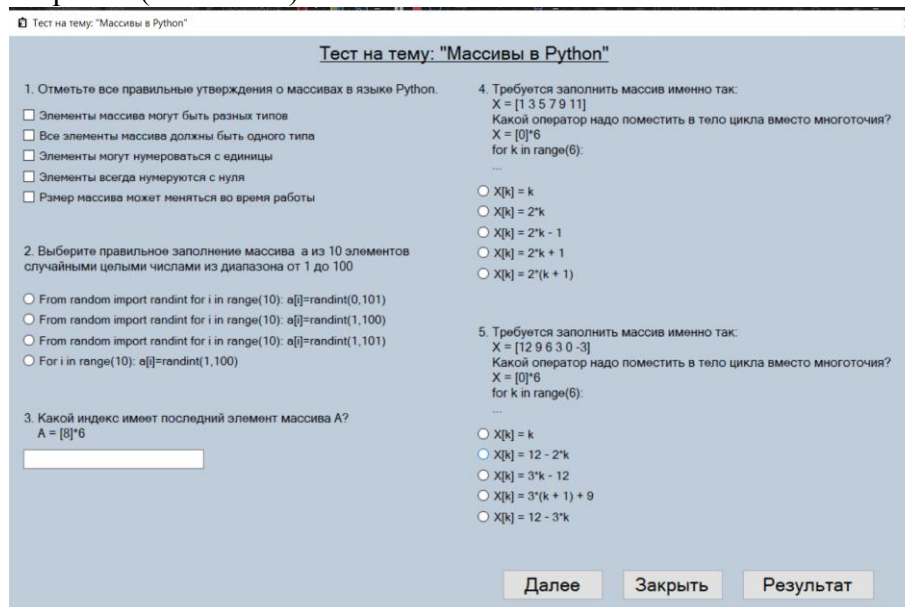 Тест на тему: "Массивы в Python"
Тест на тему: "Массивы в Python"
1. Отметьте все правильные утверждения о массивах в языке Python.
Элементы массива могут быть разных типов
Все элементы массива должны быть одного типа
Элементы могут нумероваться с единицы
Элементы всегда нумеруются с нуля
Рзмер массива может меняться во время работы
2. Выберите правильное заполнение массива а из 10 элементов
случайными целыми числами из диапазона от 1 до 100
From random import randint for i in range(10): a[i]=randint(0,101)
From random import randint for i in range(10): a[i]=randint(1,100)
From random import randint for i in range(10): a[i]=randint(1,101)
For i in range(10): a[i]=randint(1,100)
3. Какой индекс имеет последний элемент массива А?
A = [8]*6
4. Требуется заполнить массив именно так:
X = [1 3 5 7 9 11]
Какой оператор надо поместить в тело цикла вместо многоточия?
X = [0]*6
for k in range(6):
...
X[k] = k
X[k] = 2*k
X[k] = 2*k - 1
X[k] = 2*k + 1
X[k] = 2*(k + 1)
5. Требуется заполнить массив именно так:
X = [12 9 6 3 0 -3]
Какой оператор надо поместить в тело цикла вместо многоточия?
X = [0]*6
for k in range(6):
...
X[k] = k
X[k] = 12 - 2*k
X[k] = 3*k - 12
X[k] = 3*(k + 1) + 9
X[k] = 12 - 3*k
Далее
Закрыть
Результат